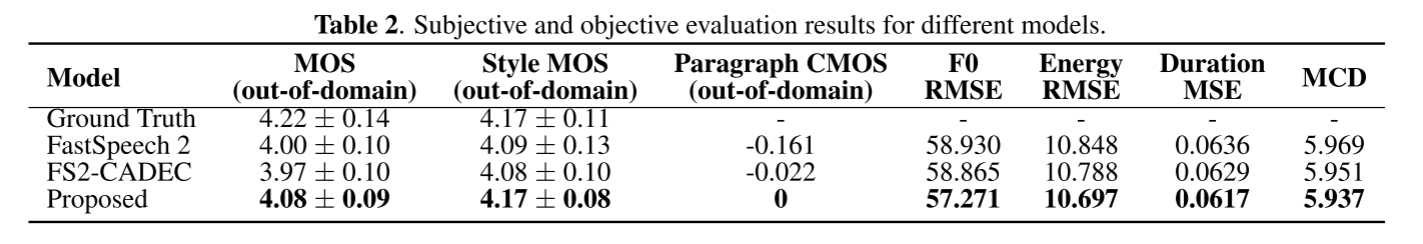 Table 2. Subjective and objective evaluation results for different models.
Model MOS (out-of-domain) Style MOS (out-of-domain) Paragraph CMOS (out-of-domain) F0 RMSE Energy RMSE Duration MSE MCD
Ground Truth 4.22 ± 0.14 4.17 ± 0.11 - - - - -
FastSpeech 2 4.00 ± 0.10 4.09 ± 0.13 -0.161 58.930 10.848 0.0636 5.969
FS2-CADEC 3.97 ± 0.10 4.08 ± 0.10 -0.022 58.865 10.788 0.0629 5.951
Proposed 4.08 ± 0.09 4.17 ± 0.08 0 57.271 10.697 0.0617 5.937